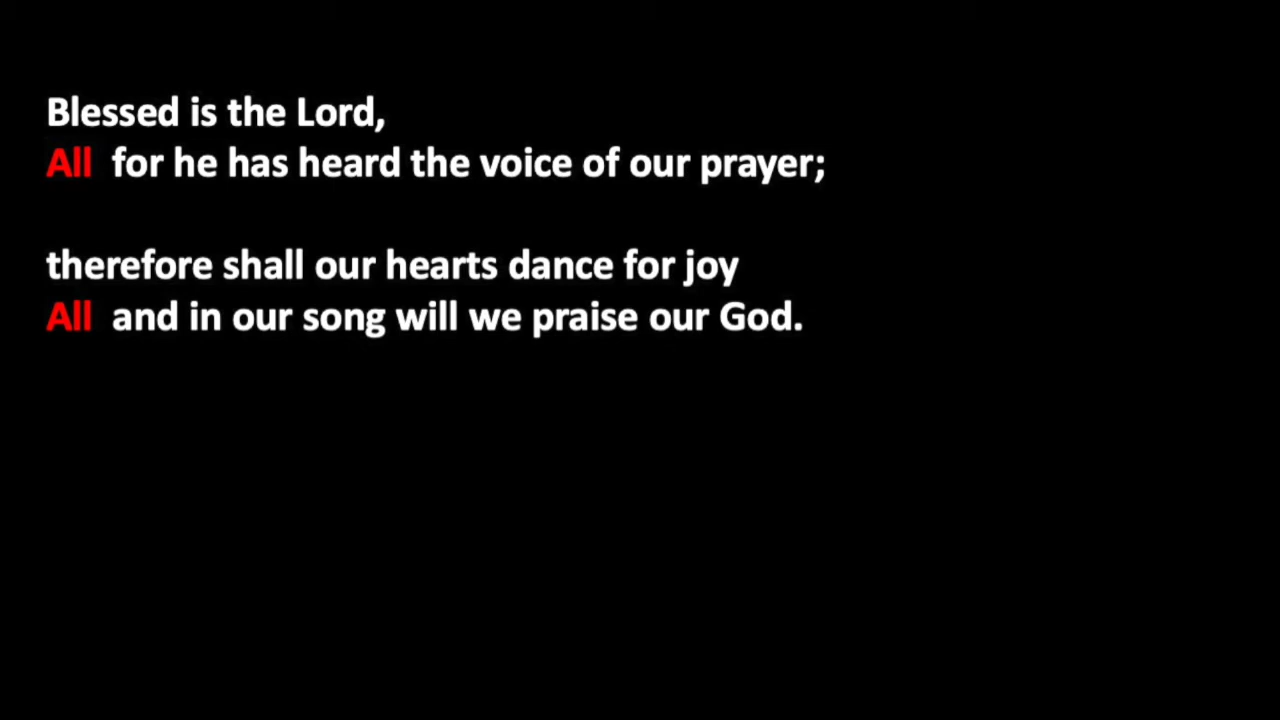 Blessed is the Lord,
All for he has heard the voice of our prayer;
therefore shall our hearts dance for joy
All and in our song will we praise our God.